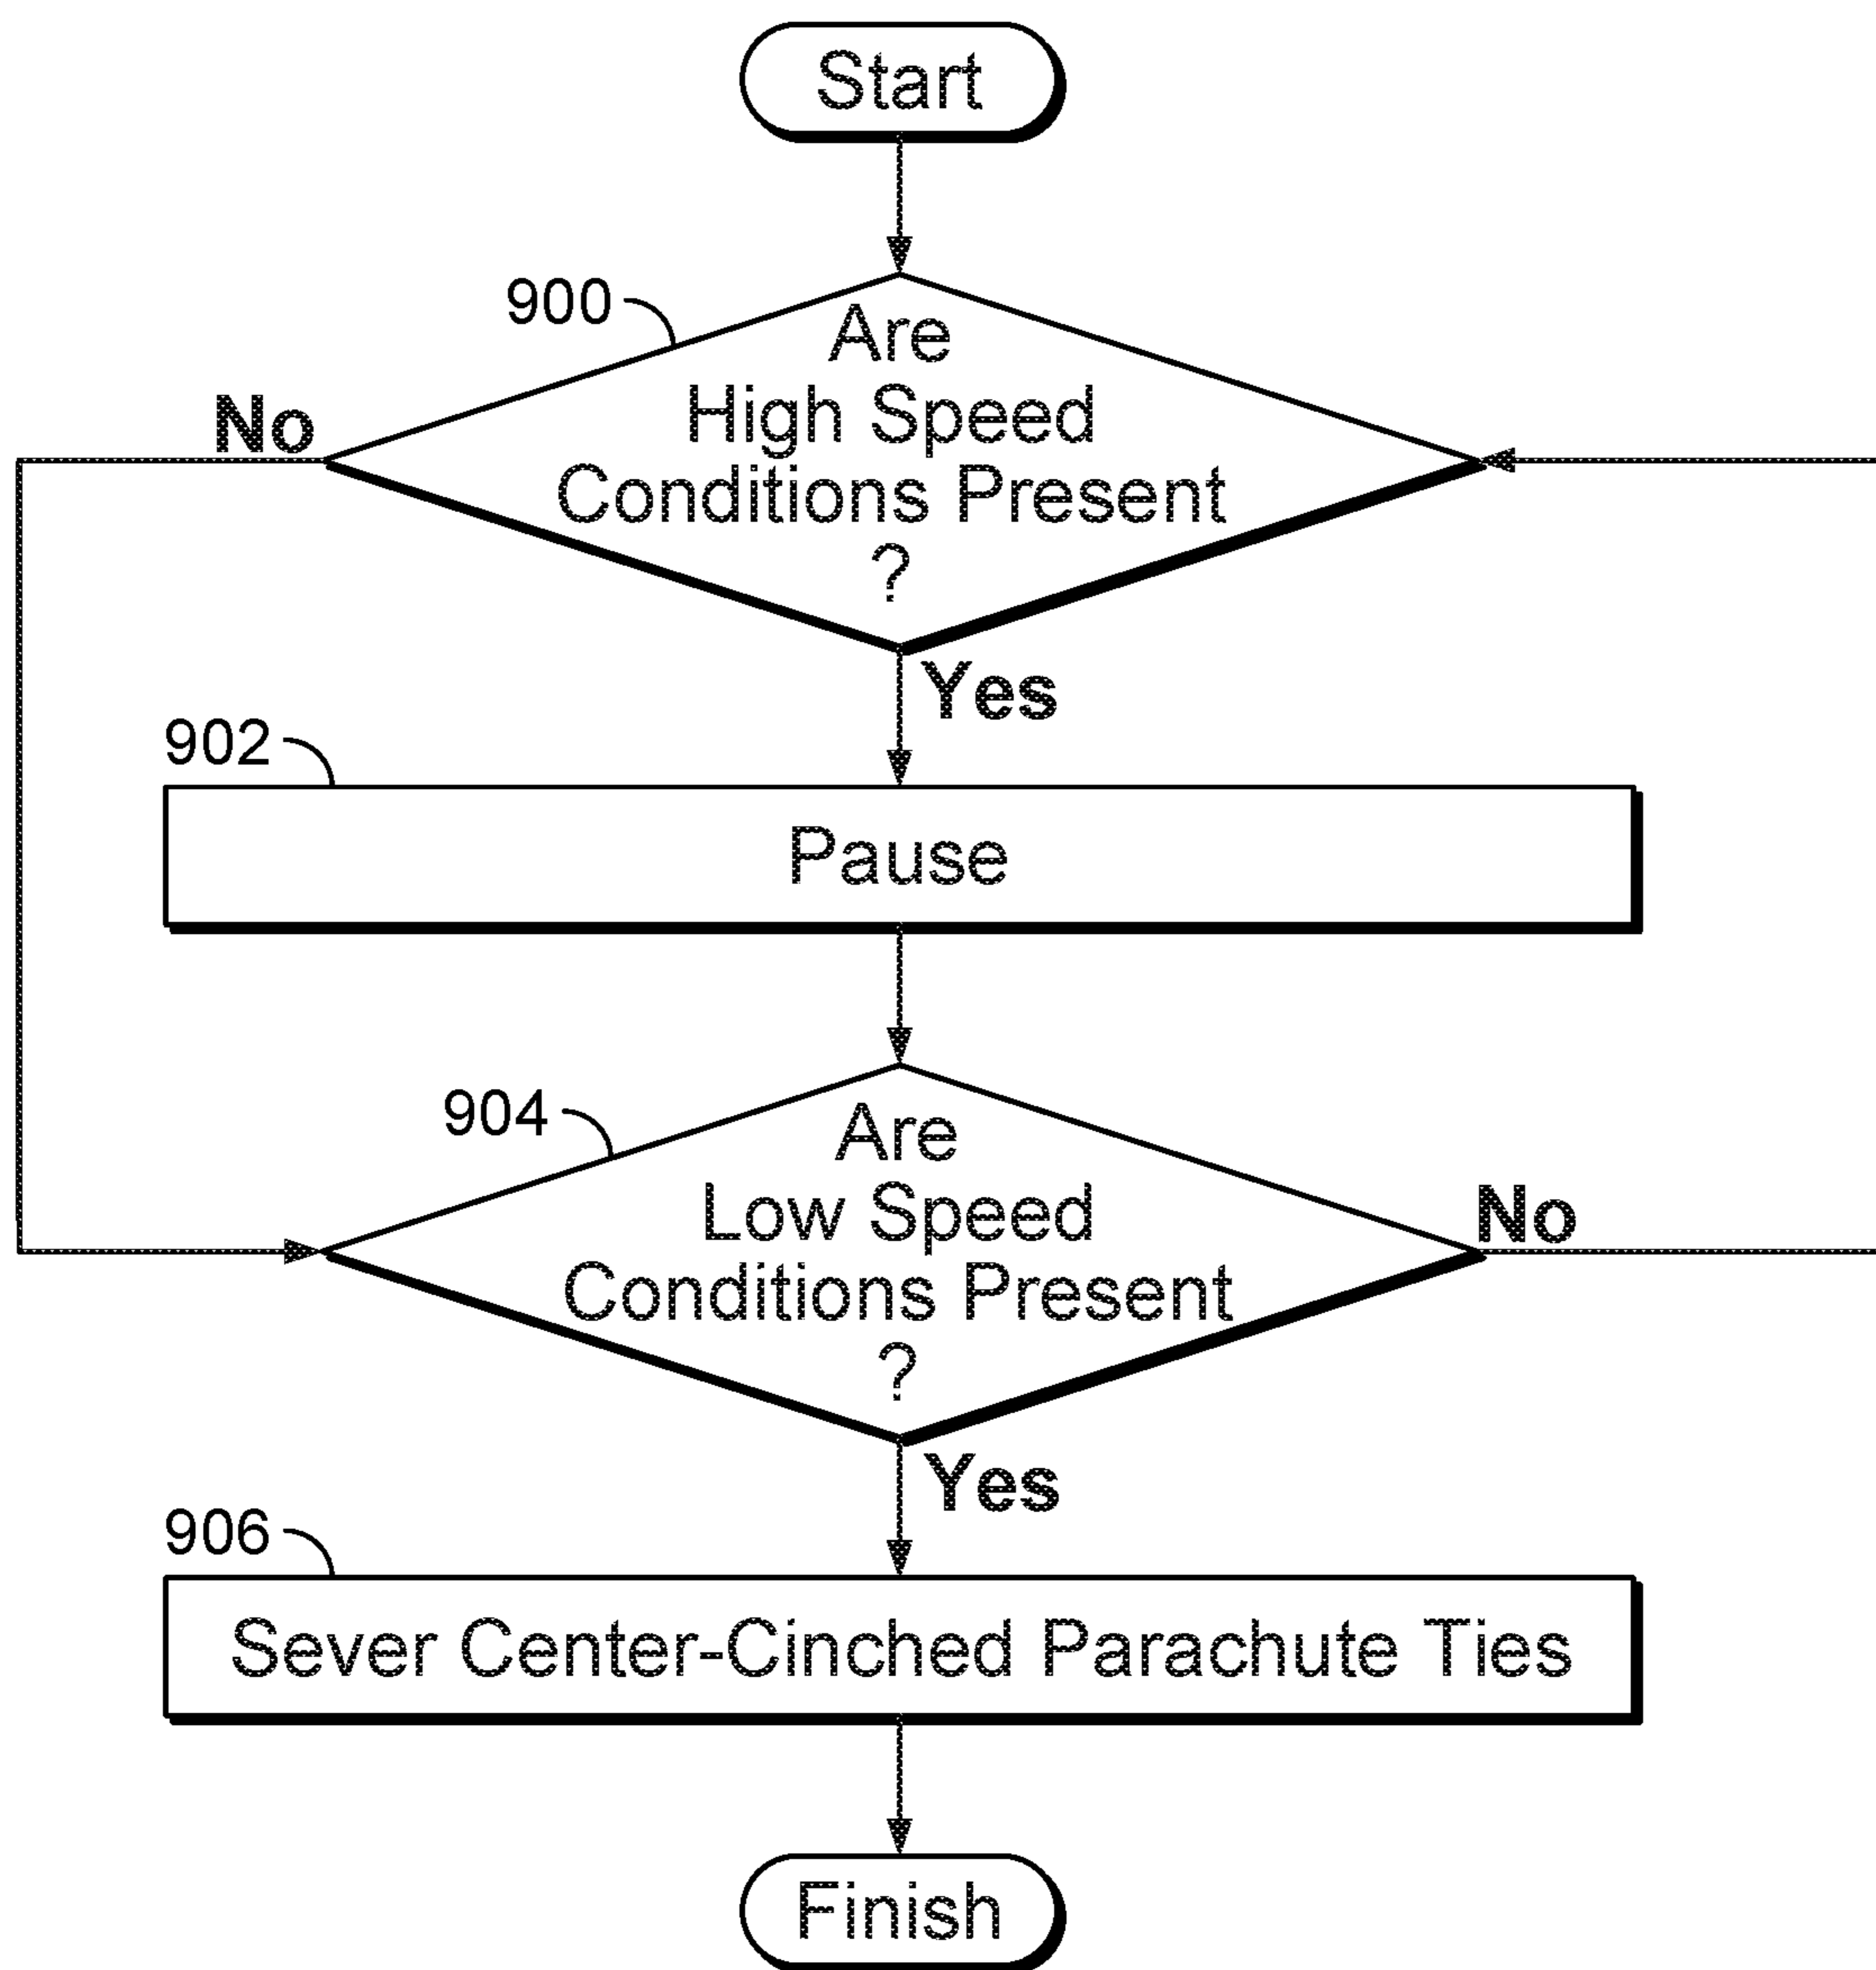 Start
900
Are
High Speed
Conditions Present
?
No
Yes
902
Pause
904
Are
Low Speed
Conditions Present
?
No
Yes
906
Sever Center-Cinched Parachute Ties
Finish